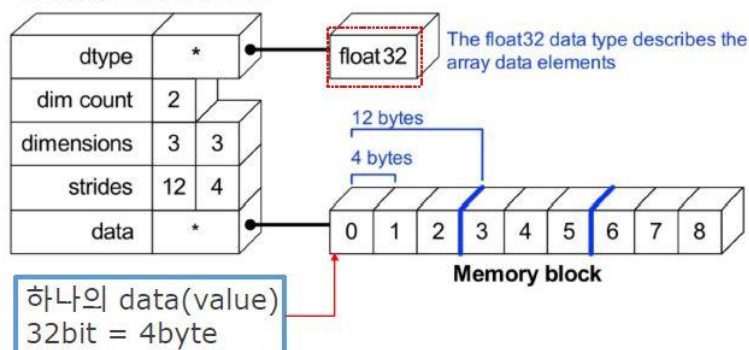 dtype *
float32
The float32 data type describes the
array data elements
dim count 2
dimensions 3 3
strides 12 4
data *
12 bytes
4 bytes
0 1 2 3 4 5 6 7 8
Memory block
하나의 data(value)
32bit = 4byte